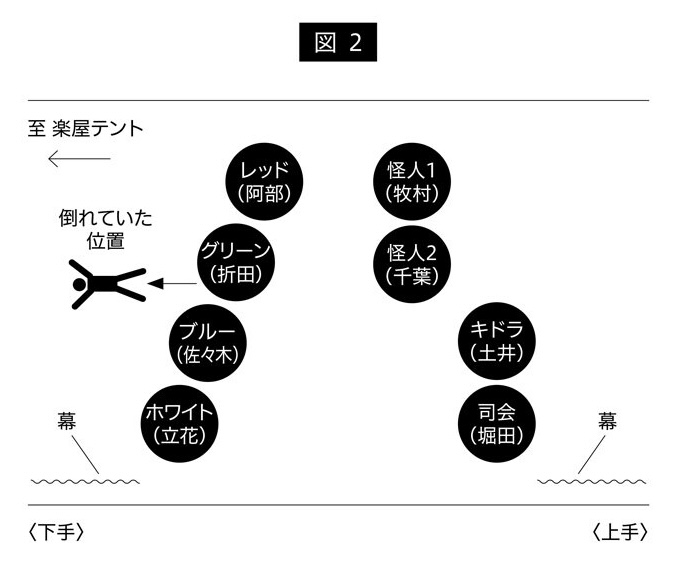 図 2
至 楽屋テント
レッド
（阿部）
怪人1
（牧村）
倒れていた
位置
グリーン
（折田）
怪人2
（千葉）
ブルー
（佐々木）
キドラ
（土井）
ホワイト
（立花）
司会
（堀田）
幕
幕
〈下手〉
〈上手〉